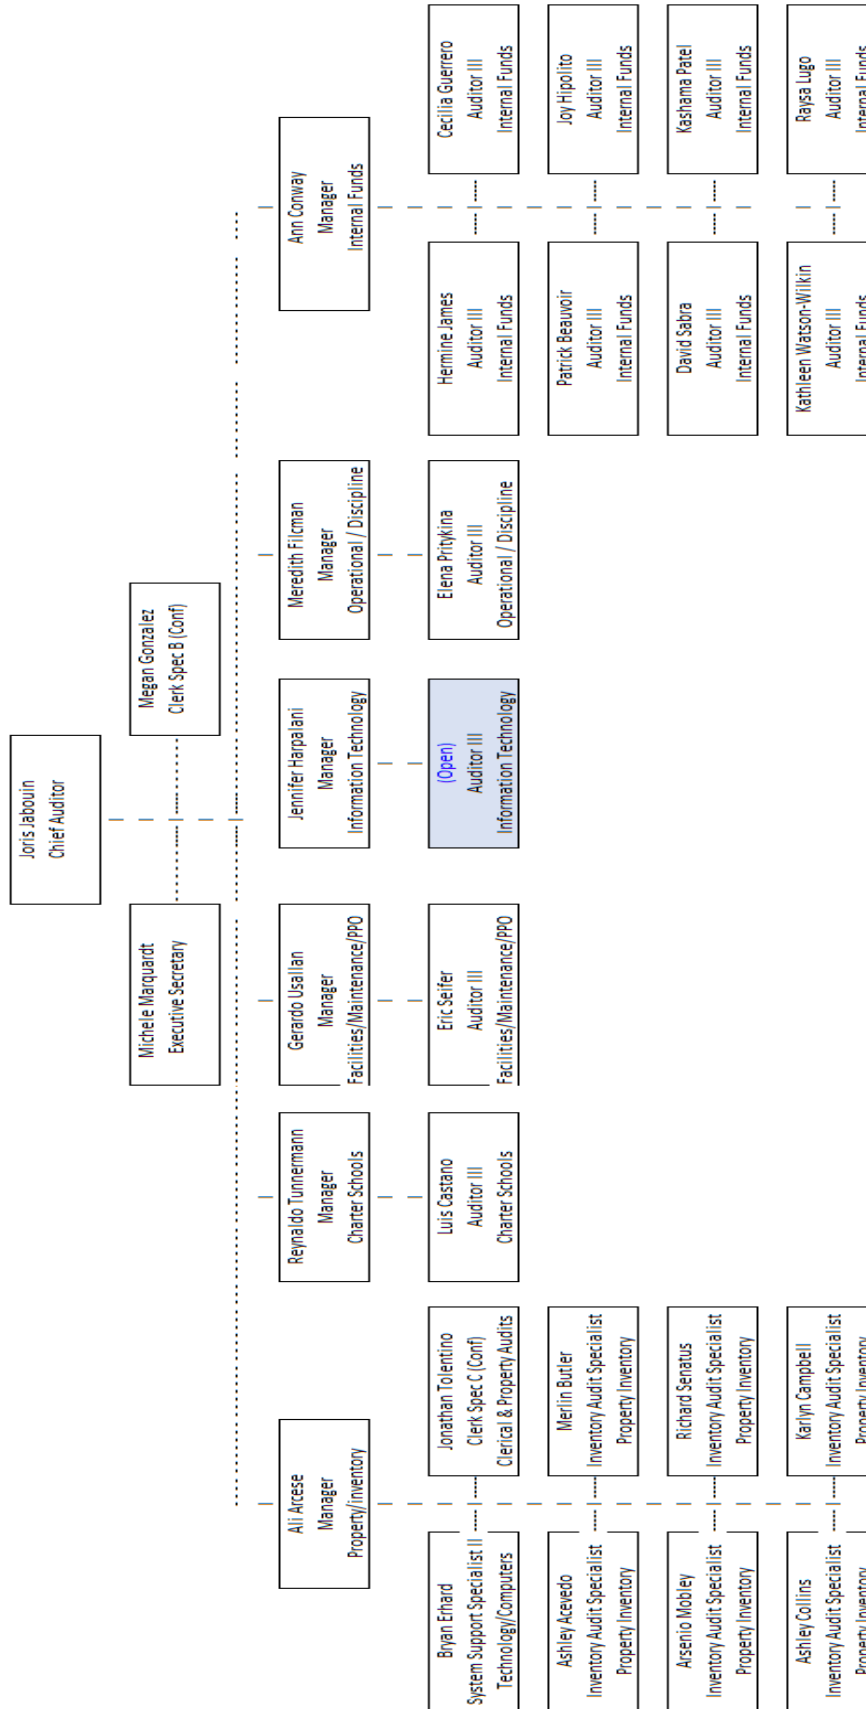 Joris Jabouin
Chief Auditor
Michele Marquardt
Executive Secretary
Megan Gonzalez
Clerk Spec B (Conf)
Ali Arcese
Manager
Property/inventory
Reynaldo Tunnermann
Manager
Charter Schools
Gerardo Usallan
Manager
Facilities/Maintenance/PPO
Jennifer Harpalani
Manager
Information Technology
Meredith Filcman
Manager
Operational / Discipline
Ann Conway
Manager
Internal Funds
Bryan Erhard
System Support Specialist II
Technology/Computers
Jonathan Tolentino
Clerk Spec C (Conf)
Clerical & Property Audits
Luis Castano
Auditor III
Charter Schools
Eric Seifer
Auditor III
Facilities/Maintenance/PPO
(Open)
Auditor III
Information Technology
Elena Pritykina
Auditor III
Operational / Discipline
Hermine James
Auditor III
Internal Funds
Cecilia Guerrero
Auditor III
Internal Funds
Ashley Acevedo
Inventory Audit Specialist
Property Inventory
Merlin Butler
Inventory Audit Specialist
Property Inventory
Patrick Beauvoir
Auditor III
Internal Funds
Joy Hipolito
Auditor III
Internal Funds
Arsenio Mobley
Inventory Audit Specialist
Property Inventory
Richard Senatus
Inventory Audit Specialist
Property Inventory
David Sabra
Auditor III
Internal Funds
Kashama Patel
Auditor III
Internal Funds
Ashley Collins
Inventory Audit Specialist
Property Inventory
Karlyn Campbell
Inventory Audit Specialist
Property Inventory
Kathleen Watson-Wilkin
Auditor III
Internal Funds
Raysa Lugo
Auditor III
Internal Funds